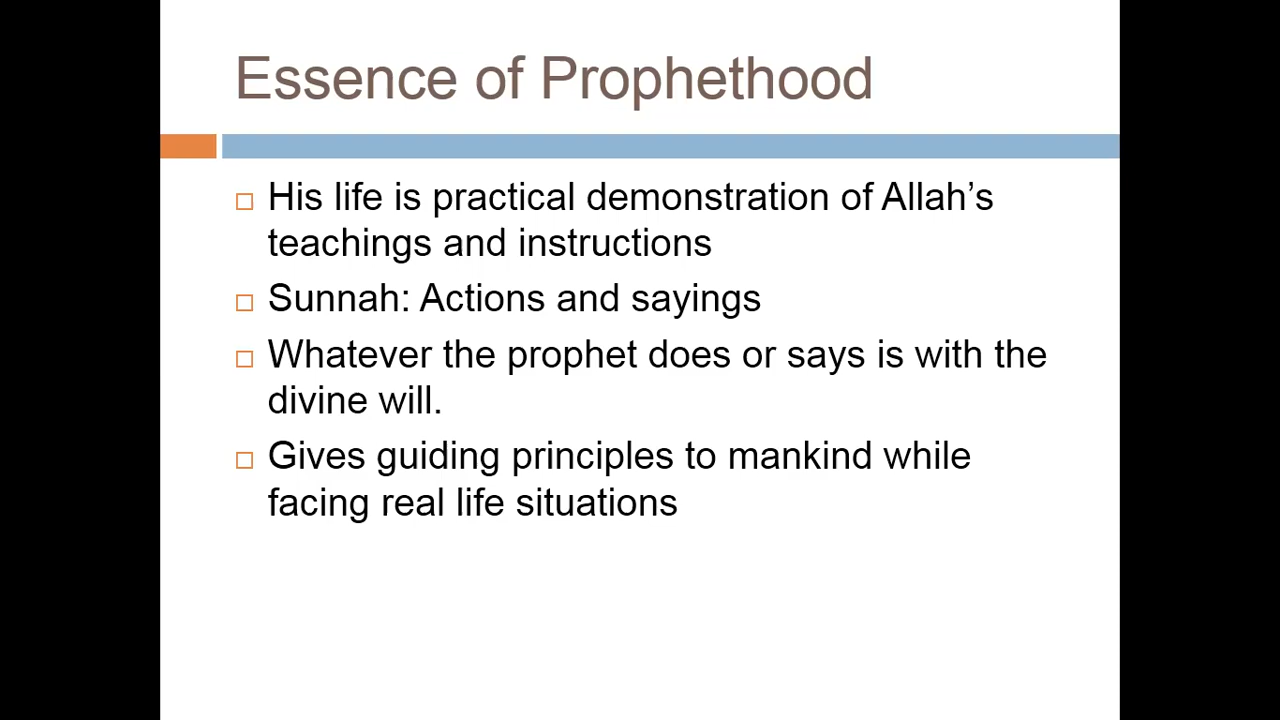 Essence of Prophethood
His life is practical demonstration of Allah’s
teachings and instructions
Sunnah: Actions and sayings
Whatever the prophet does or says is with the
divine will.
Gives guiding principles to mankind while
facing real life situations